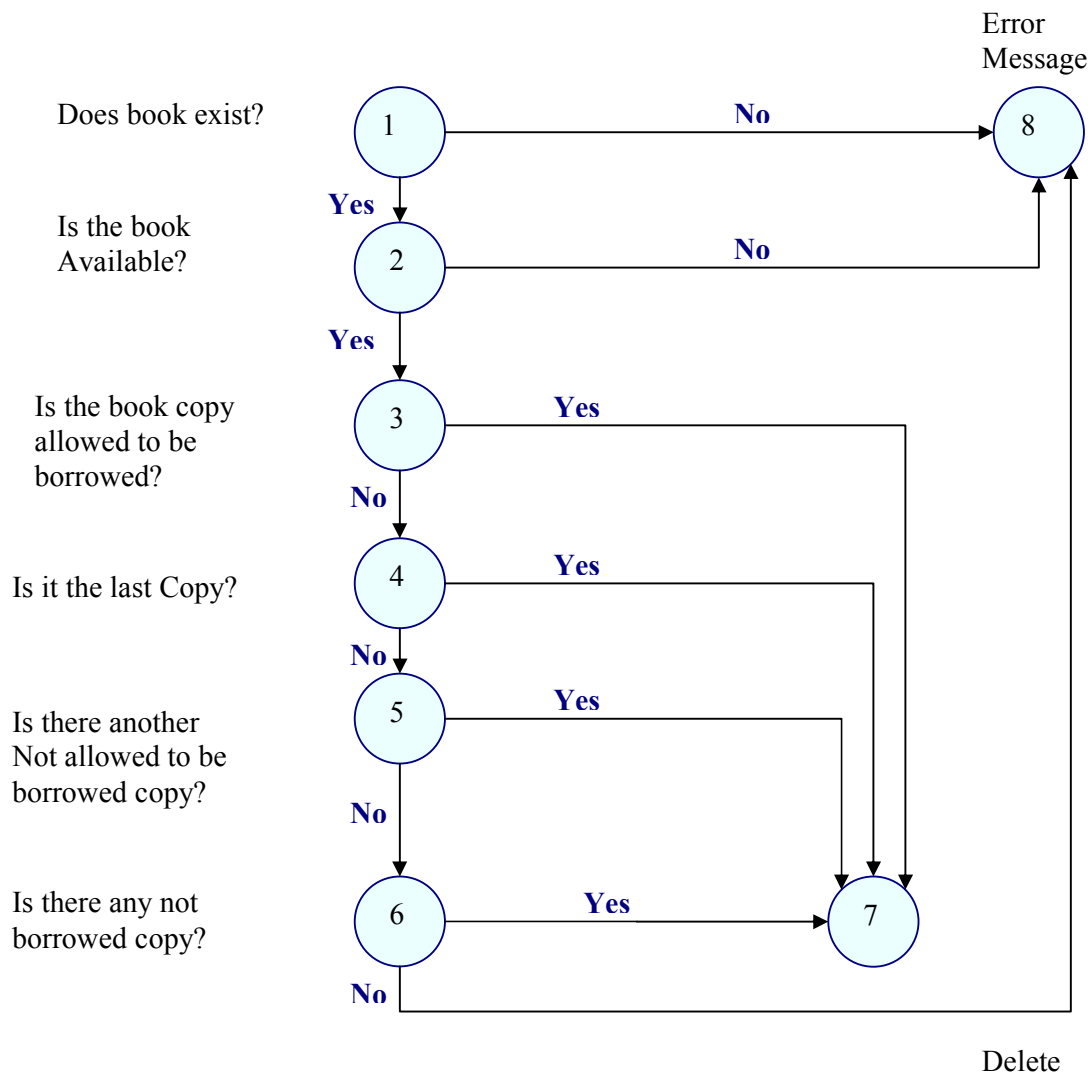 Error
Message
Does book exist?
1
No
8
Yes
Is the book
Available?
2
No
Yes
Is the book copy
allowed to be
borrowed?
3
Yes
No
Is it the last Copy?
4
Yes
No
Is there another
Not allowed to be
borrowed copy?
5
Yes
No
Is there any not
borrowed copy?
6
Yes
7
No
Delete